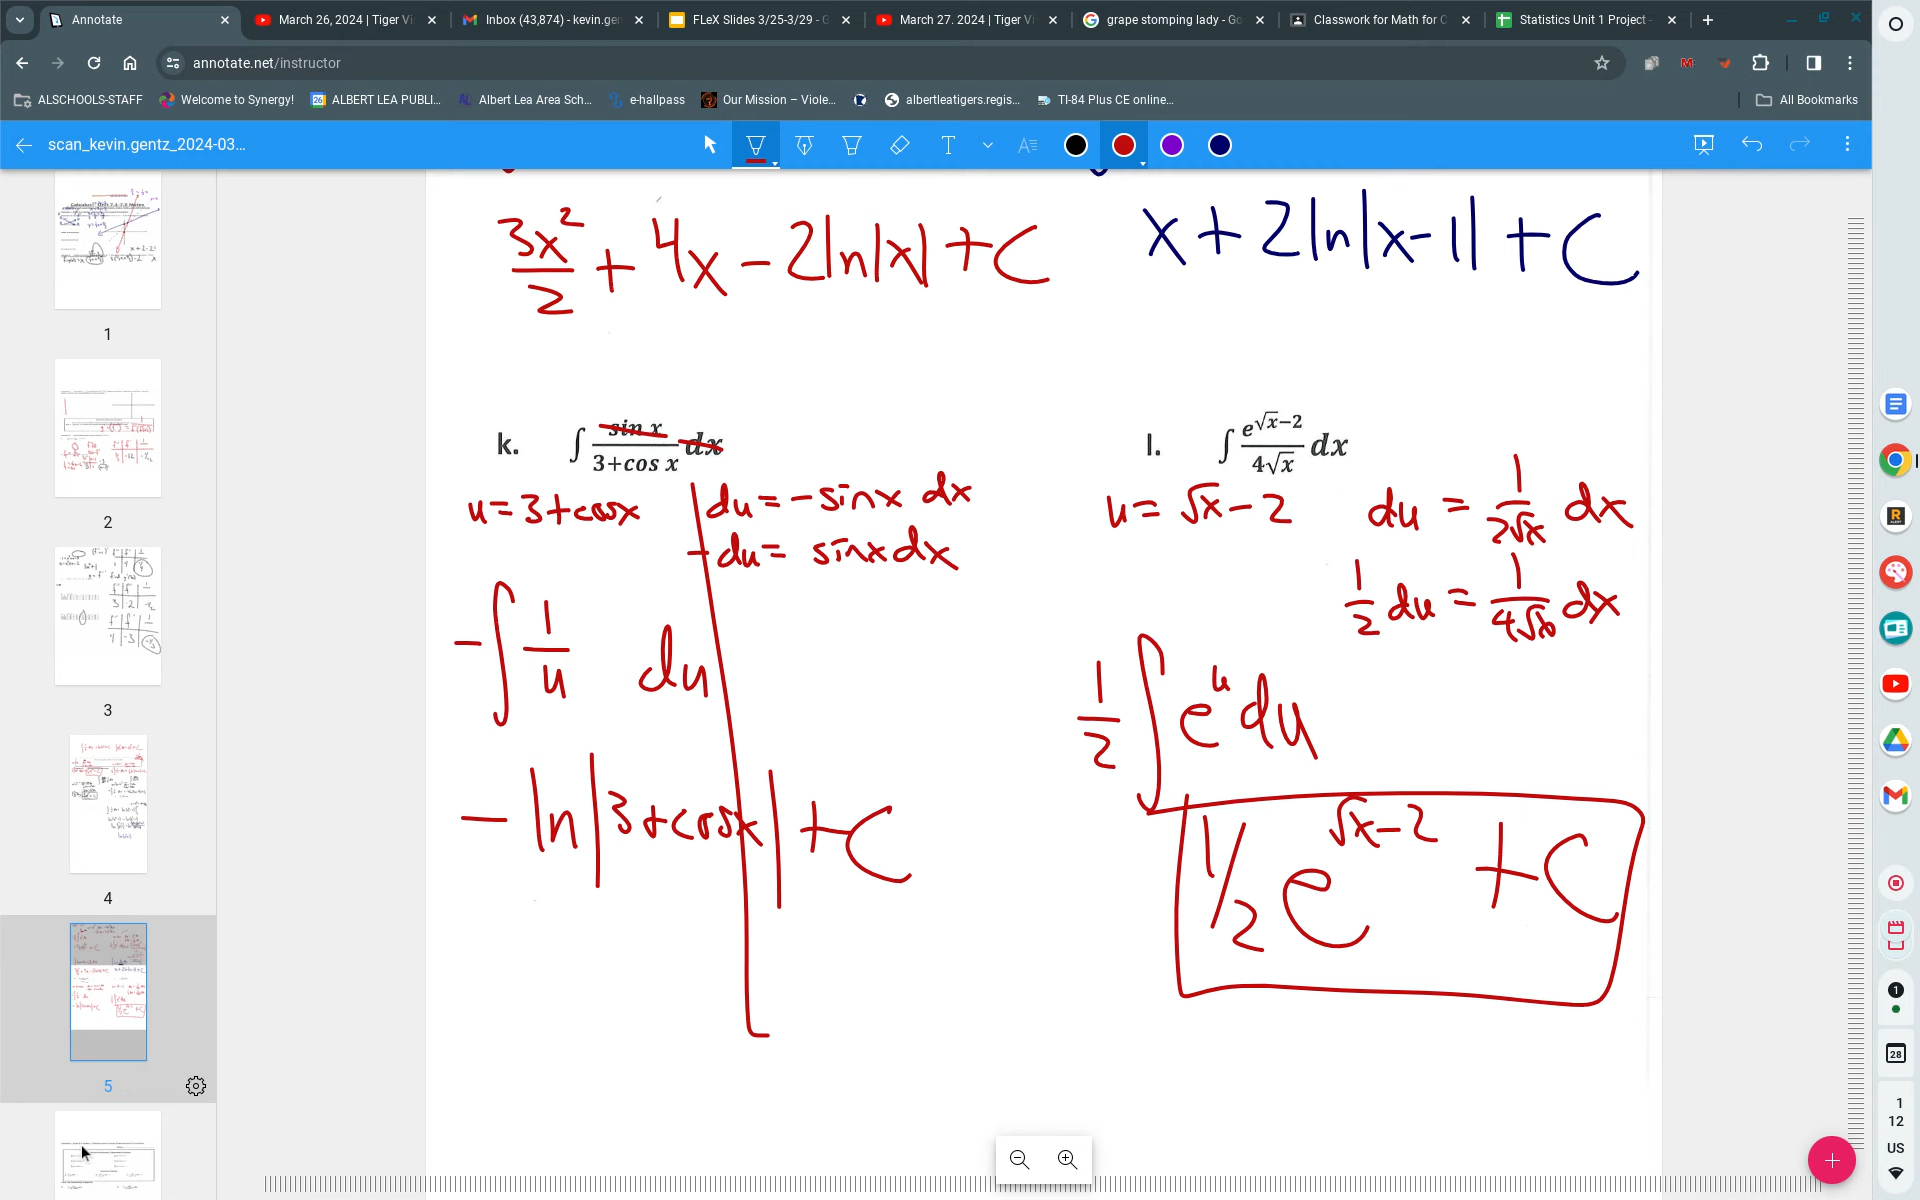 Annotate
March 26, 2024 | Tiger Vi
Inbox (43,874) - kevin.gen
FLeX Slides 3/25-3/29 - G
March 27. 2024 | Tiger Vi
grape stomping lady - Go
Classwork for Math for C
Statistics Unit 1 Project -
annotate.net/instructor
ALSCHOOLS-STAFF
Welcome to Synergy!
ALBERT LEA PUBLI...
Albert Lea Area Sch...
e-hallpass
Our Mission – Viole...
albertleatigers.regis...
TI-84 Plus CE online...
All Bookmarks
scan_kevin.gentz_2024-03...
3x²/2 + 4x - 2ln|x| + C
x + 2ln|x-1| + C
k. ∫ sin x / 3+cos x dx
l. ∫ e^√x−2 / 4√x dx
u = 3+cosx
du = -sinx dx
-du = sinx dx
u = √x - 2
du = 1/2√x dx
1/2 du = 1/4√x dx
-∫ 1/u du
1/2 ∫ e^u du
- ln|3+cosx| + C
1/2 e^√x-2 + C
1
2
3
4
5
28
1
12
US